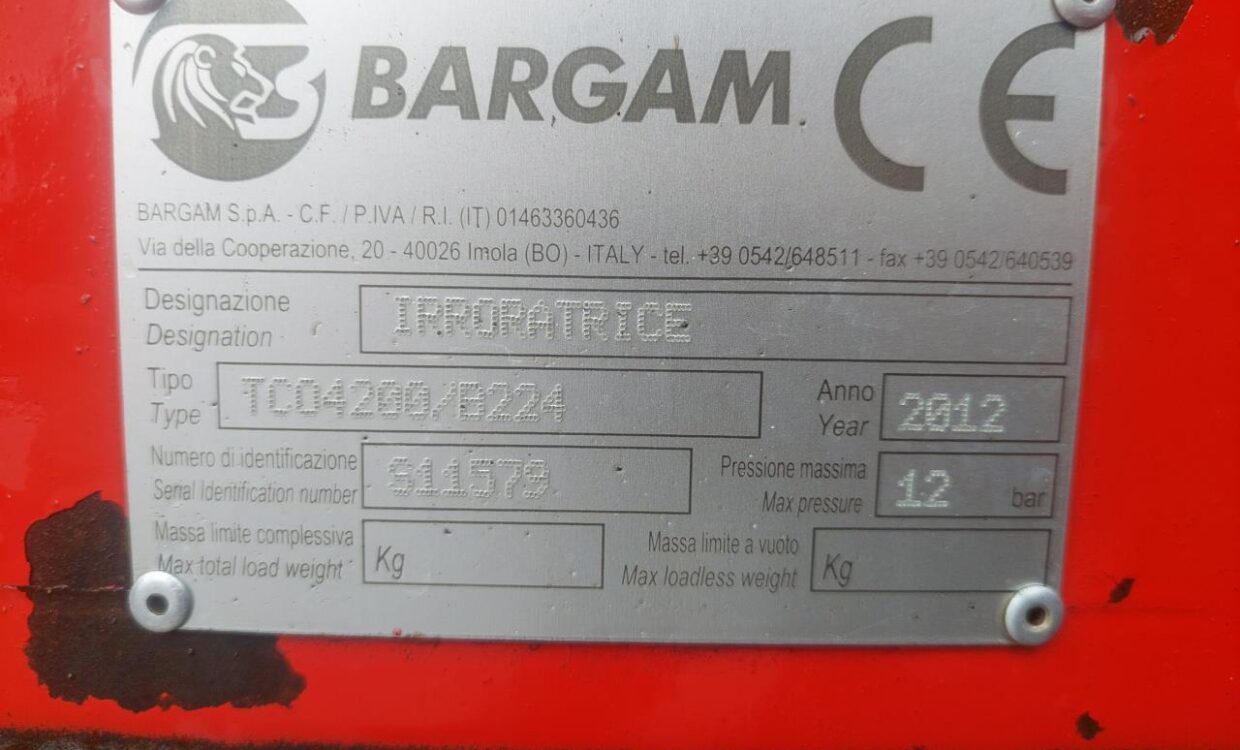 BARGAM CE
BARGAM S.p.A. - C.F. / P.IVA / R.I. (IT) 01463360436
Via della Cooperazione, 20 - 40026 Imola (BO) - ITALY - tel. +39 0542/648511 - fax +39 0542/640539
Designazione
Designation
IRRORATRICE
Tipo
Type
TCO4200/B224
Anno
Year
2012
Numero di identificazione
Serial Identification number
S11579
Pressione massima
Max pressure
12 bar
Massa limite complessiva
Max total load weight
Kg
Massa limite a vuoto
Max loadless weight
Kg